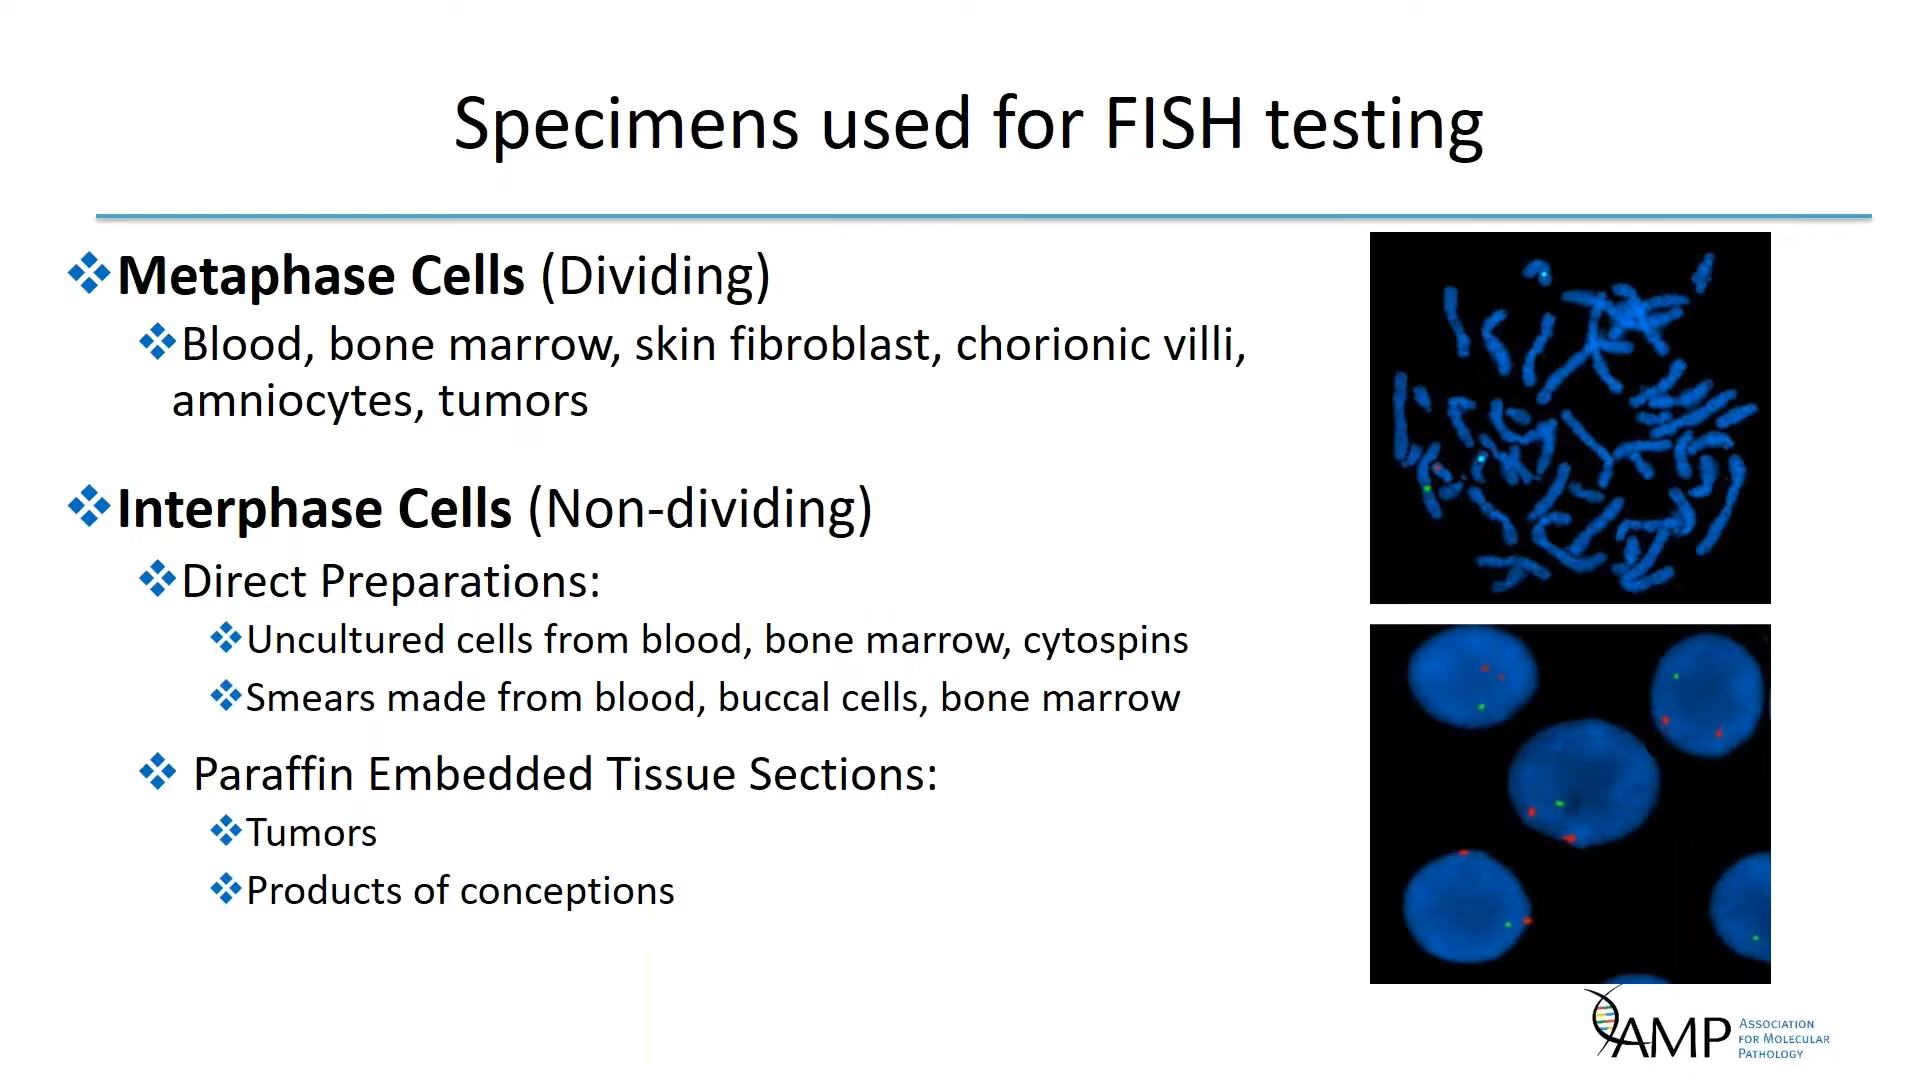 Specimens used for FISH testing
Metaphase Cells (Dividing)
Blood, bone marrow, skin fibroblast, chorionic villi,
amniocytes, tumors
Interphase Cells (Non-dividing)
Direct Preparations:
Uncultured cells from blood, bone marrow, cytospins
Smears made from blood, buccal cells, bone marrow
Paraffin Embedded Tissue Sections:
Tumors
Products of conceptions
AMP
ASSOCIATION
FOR MOLECULAR
PATHOLOGY